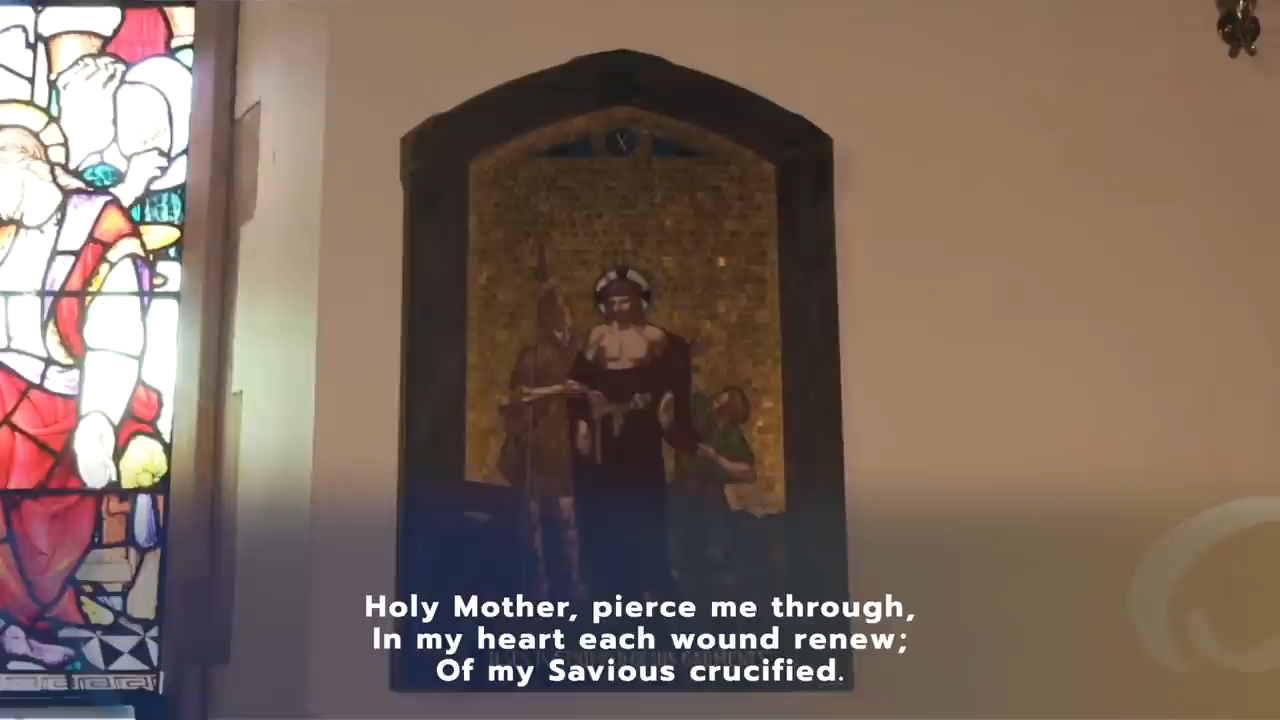 X
Holy Mother, pierce me through,
In my heart each wound renew;
Of my Savious crucified.